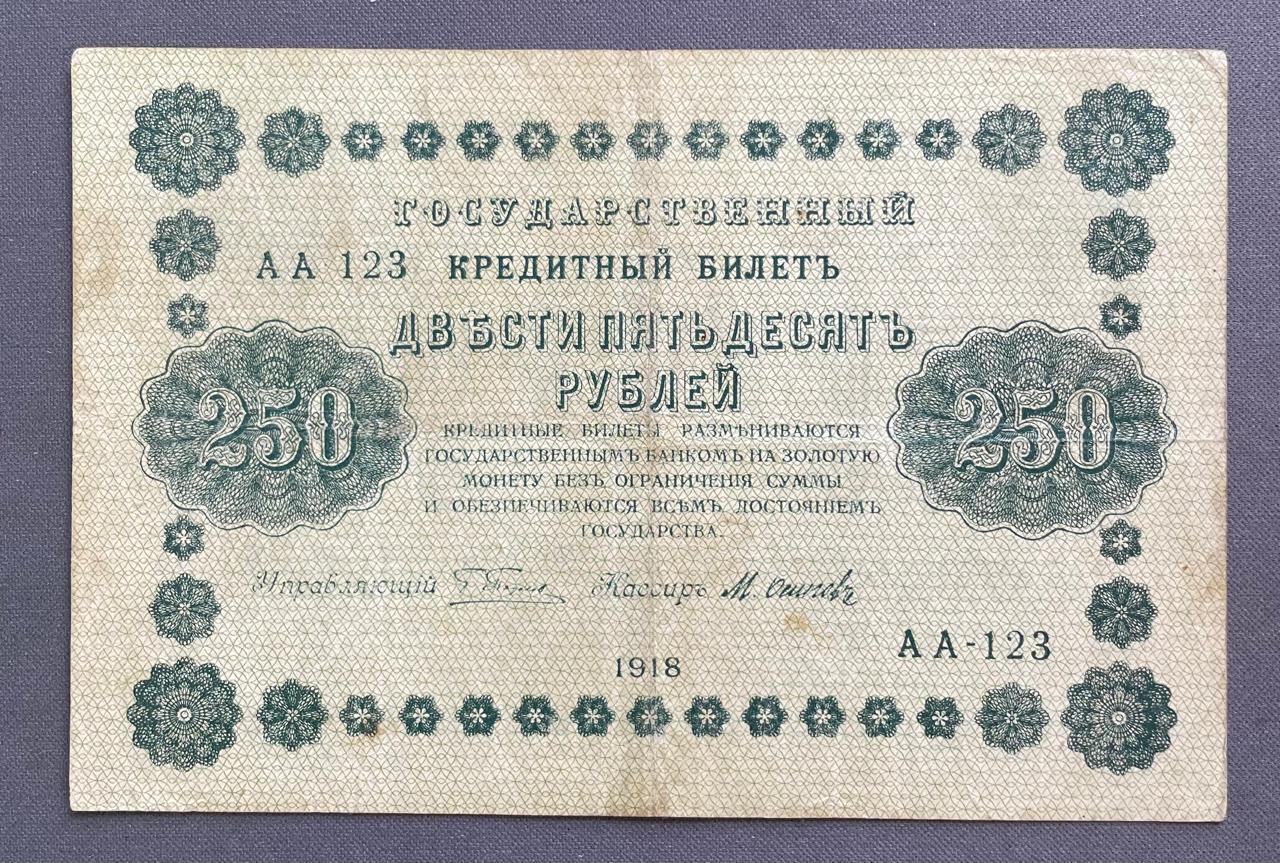 ГОСУДАРСТВЕННЫЙ
АА 123 КРЕДИТНЫЙ БИЛЕТЪ
ДВѢСТИ ПЯТЬДЕСЯТЪ
РУБЛЕЙ
250 250
КРЕДИТНЫЕ БИЛЕТЫ РАЗМѢНИВАЮТСЯ
ГОСУДАРСТВЕННЫМЪ БАНКОМЪ НА ЗОЛОТУЮ
МОНЕТУ БЕЗЪ ОГРАНИЧЕНІЯ СУММЫ
И ОБЕЗПЕЧИВАЮТСЯ ВСѢМЪ ДОСТОЯНІЕМЪ
ГОСУДАРСТВА.
Управляющій Кассиръ М. Осиповъ
АА-123
1918